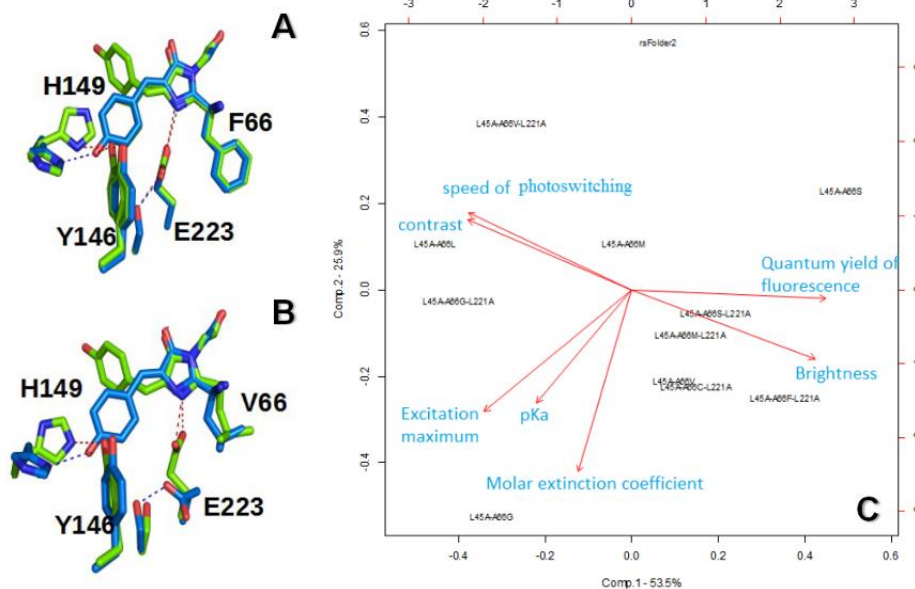 A
H149
F66
Y146
E223
B
H149
V66
Y146
E223
-3 -2 -1 0 1 2 3
0.6
0.4
0.2
0.0
-0.2
-0.4
Comp.2 - 25.9%
rsFolder2
L45A-A66V-L221A
L45A-A66S
speed of photoswitching
contrast
L45A-A66L
L45A-A66M
Quantum yield of
fluorescence
L45A-A66G-L221A
L45A-A66S-L221A
L45A-A66M-L221A
Brightness
L45A-A66V
L45A-A66C-L221A
L45A-A66F-L221A
Excitation
maximum
pKa
Molar extinction coefficient
L45A-A66G
C
-0.4 -0.2 0.0 0.2 0.4 0.6
Comp.1 - 53.5%